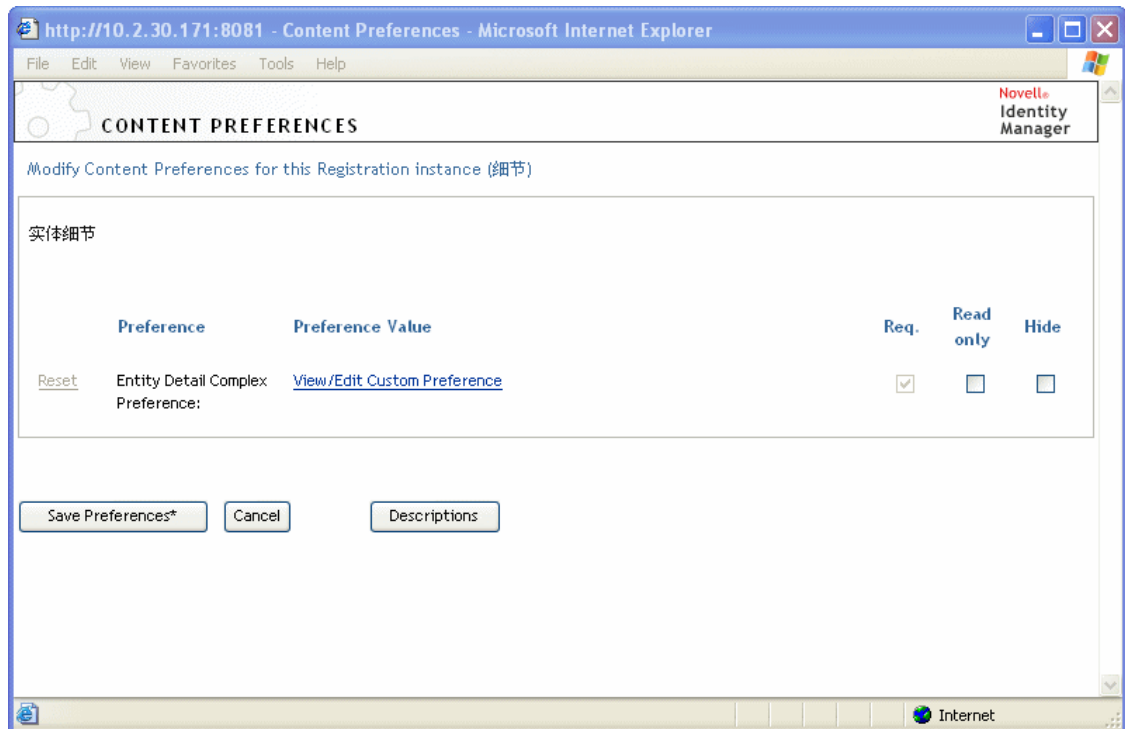 http://10.2.30.171:8081 - Content Preferences - Microsoft Internet Explorer
File Edit View Favorites Tools Help
Novell®
Identity
Manager
CONTENT PREFERENCES
Modify Content Preferences for this Registration instance (细节)
实体细节
Preference Preference Value Req. Read only Hide
Reset Entity Detail Complex Preference: View/Edit Custom Preference
Save Preferences* Cancel Descriptions
Internet